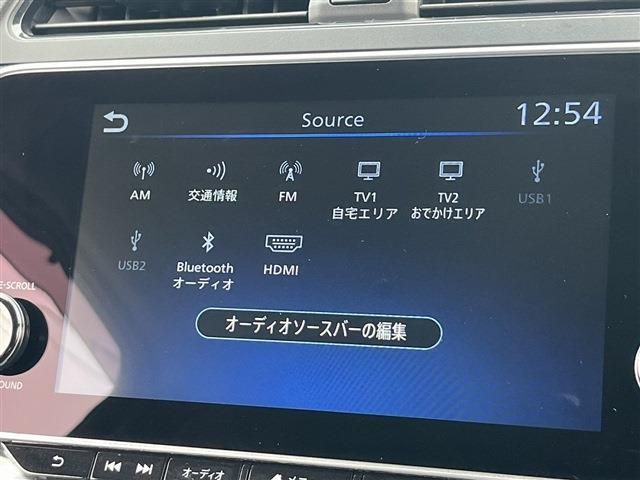 Source
12:54
AM
交通情報
FM
TV1
自宅エリア
TV2
おでかけエリア
USB1
USB2
Bluetooth
オーディオ
HDMI
オーディオソースバーの編集
E-SCROLL
OUND
オーディオ